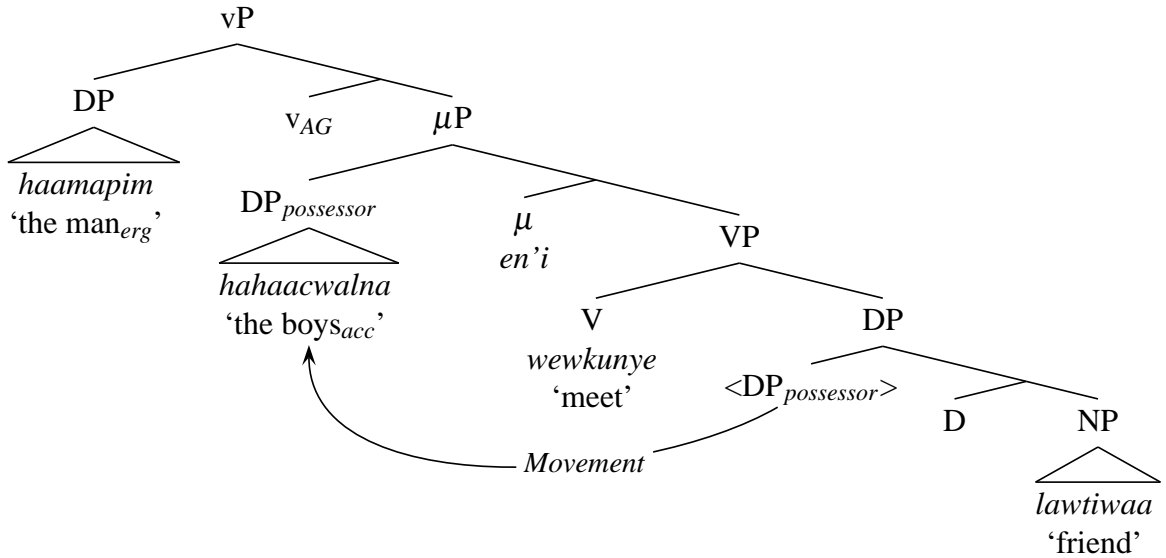 vP
DP
v_AG
μP
haamapim
‘the man_erg’
DP_possessor
μ
en’i
VP
hahaacwalna
‘the boys_acc’
V
DP
wewkunye
‘meet’
<DP_possessor>
D
NP
Movement
lawtiwaa
‘friend’